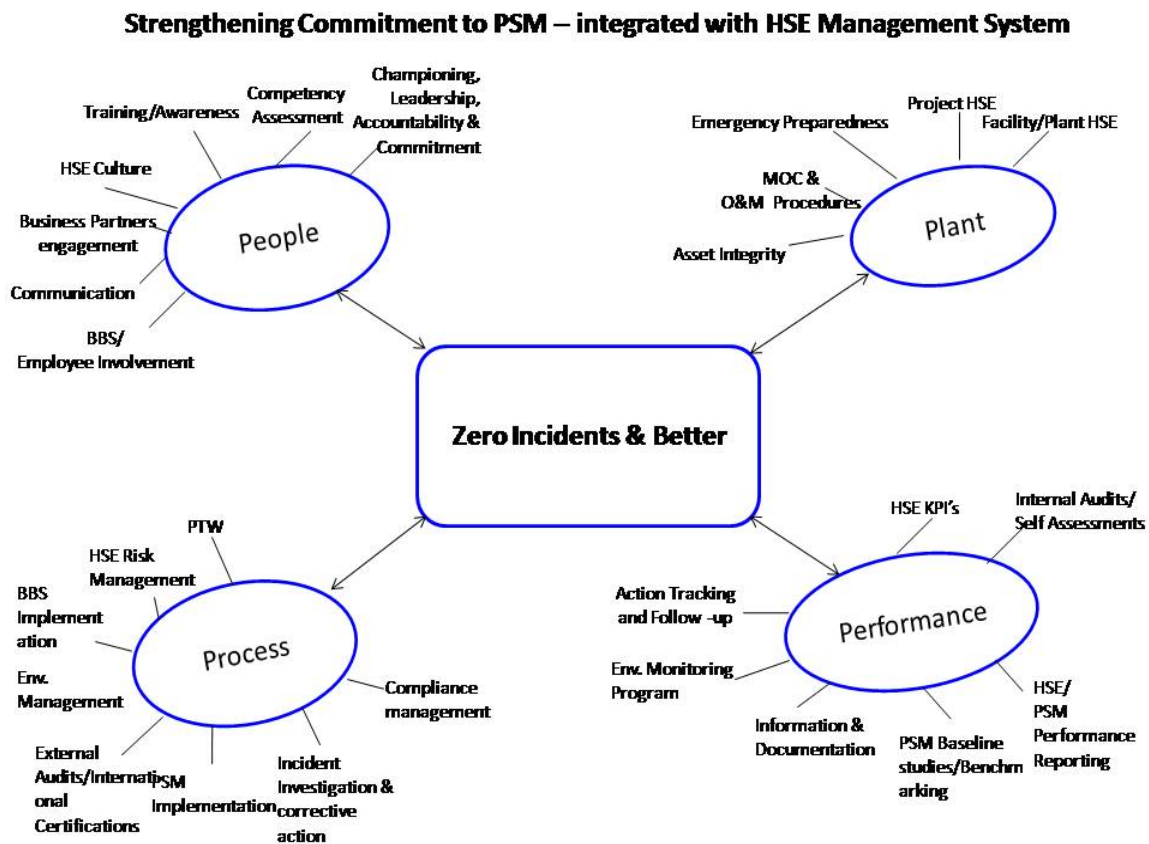 Strengthening Commitment to PSM – integrated with HSE Management System
Championing,
Leadership,
Accountability &
Commitment
Competency
Assessment
Training/Awareness
HSE Culture
Business Partners
engagement
Communication
BBS/
Employee Involvement
People
Project HSE
Facility/Plant HSE
Emergency Preparedness
MOC &
O&M Procedures
Asset Integrity
Plant
Zero Incidents & Better
PTW
HSE Risk
Management
BBS
Implement
ation
Env.
Management
External
Audits/Internati
onal
Certifications
PSM
Implementation
Incident
Investigation &
corrective
action
Compliance
management
Process
HSE KPI's
Internal Audits/
Self Assessments
Action Tracking
and Follow -up
Env. Monitoring
Program
Information &
Documentation
PSM Baseline
studies/Benchm
arking
HSE/
PSM
Performance
Reporting
Performance